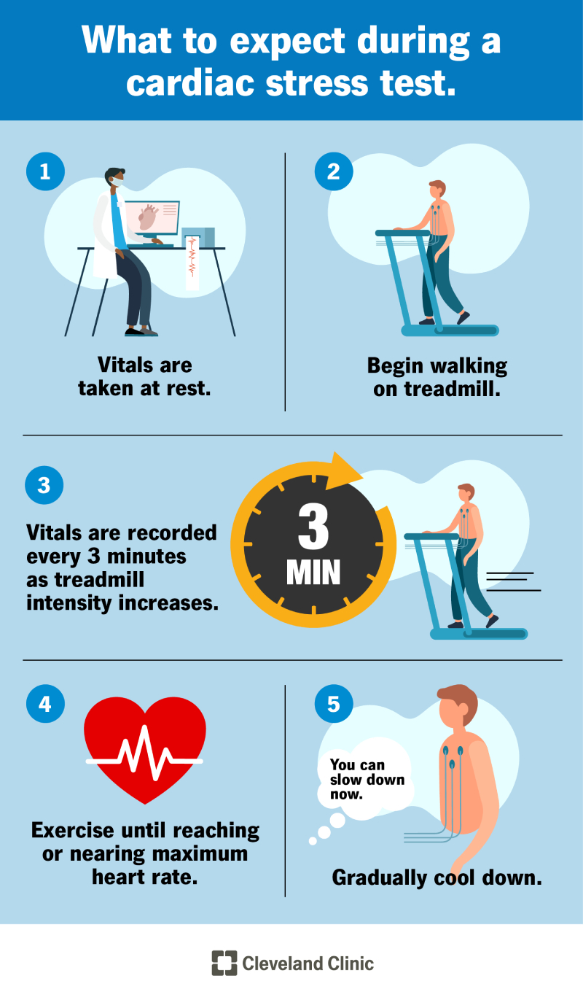 What to expect during a
cardiac stress test.
1
Vitals are
taken at rest.
2
Begin walking
on treadmill.
3
Vitals are recorded
every 3 minutes
as treadmill
intensity increases.
3
MIN
4
Exercise until reaching
or nearing maximum
heart rate.
5
You can
slow down
now.
Gradually cool down.
Cleveland Clinic